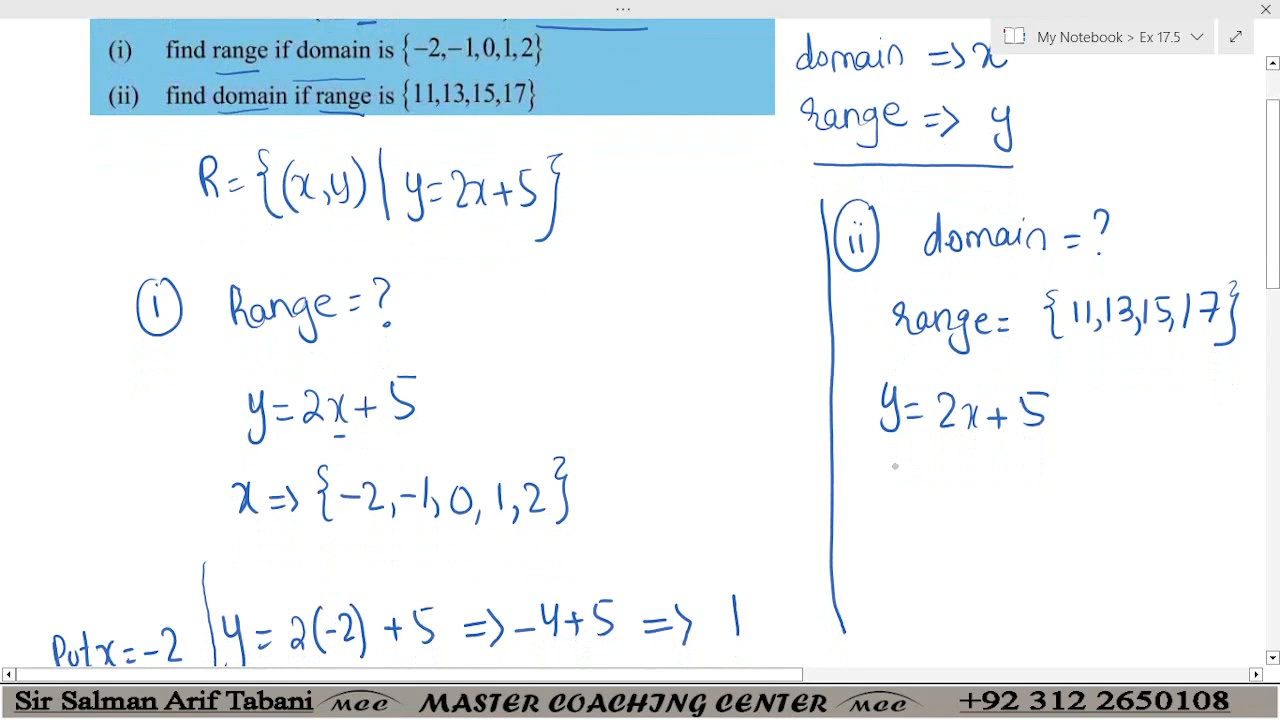 My Notebook > Ex 17.5
(i) find range if domain is {−2,−1,0,1,2}
(ii) find domain if range is {11,13,15,17}
domain => x
range => y
R = {(x,y) | y=2x+5}
(i) Range = ?
y = 2x + 5
x => {-2, -1, 0, 1, 2}
Put x = -2 | y = 2(-2) + 5 => -4+5 => 1
(ii) domain = ?
range = {11,13,15,17}
y = 2x + 5
Sir Salman Arif Tabani mcc MASTER COACHING CENTER mcc +92 312 2650108